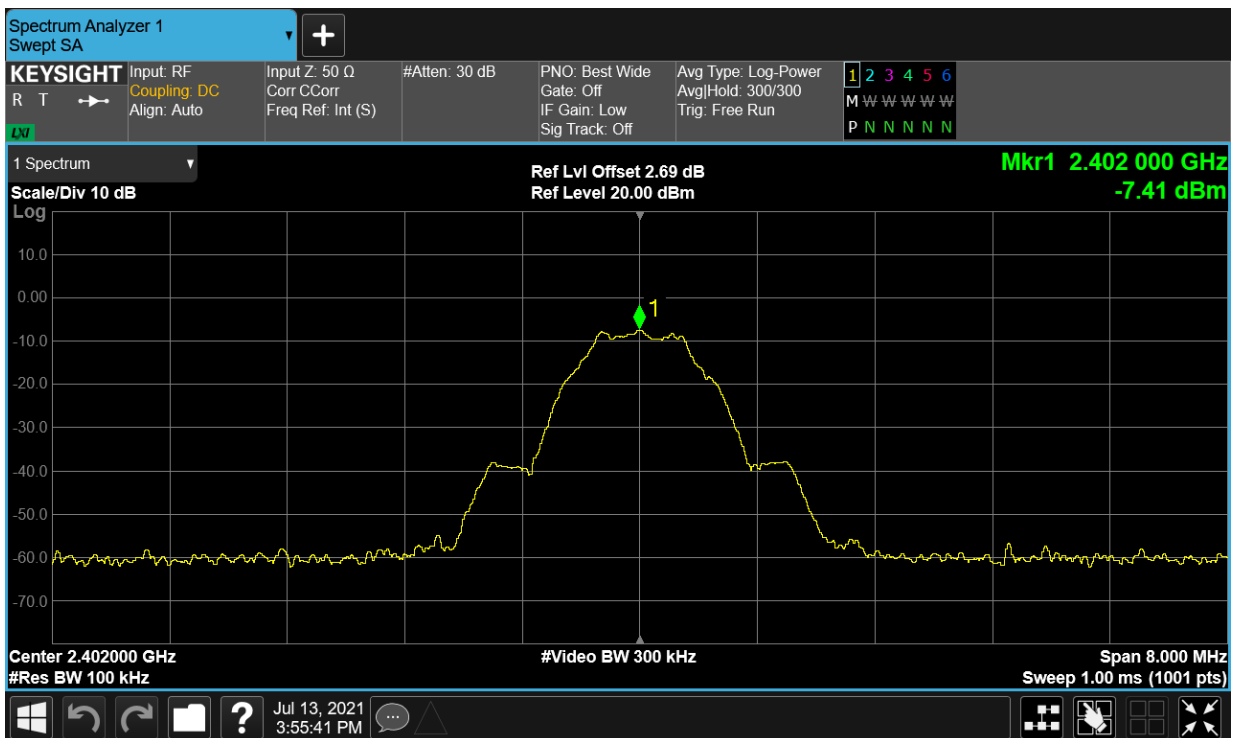 Spectrum Analyzer 1
Swept SA
KEYSIGHT
R T
LXI
Input: RF
Coupling: DC
Align: Auto
Input Z: 50 Ω
Corr CCorr
Freq Ref: Int (S)
#Atten: 30 dB
PNO: Best Wide
Gate: Off
IF Gain: Low
Sig Track: Off
Avg Type: Log-Power
Avg|Hold: 300/300
Trig: Free Run
1 2 3 4 5 6
M W W W W W
P N N N N N
1 Spectrum
Scale/Div 10 dB
Ref Lvl Offset 2.69 dB
Ref Level 20.00 dBm
Mkr1 2.402 000 GHz
-7.41 dBm
Log
10.0
0.00
-10.0
-20.0
-30.0
-40.0
-50.0
-60.0
-70.0
1
Center 2.402000 GHz
#Res BW 100 kHz
#Video BW 300 kHz
Span 8.000 MHz
Sweep 1.00 ms (1001 pts)
?
Jul 13, 2021
3:55:41 PM